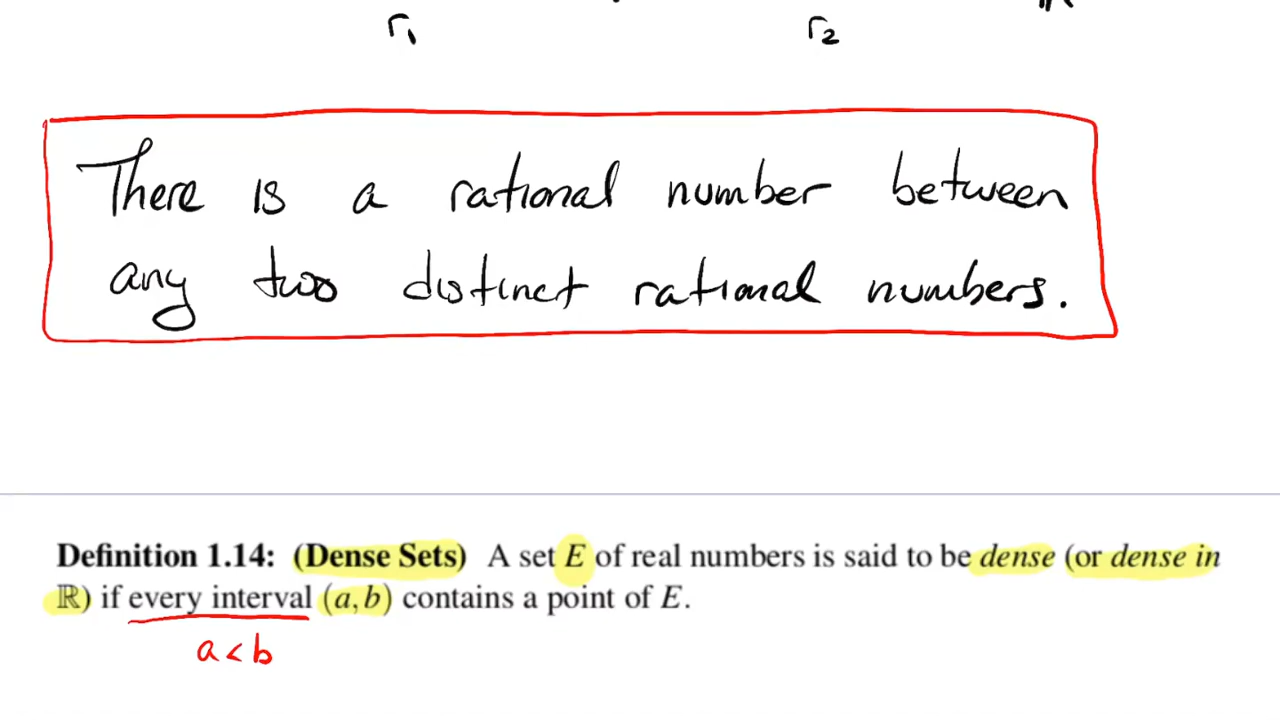 r₁ r₂
There is a rational number between
any two distinct rational numbers.
Definition 1.14: (Dense Sets) A set E of real numbers is said to be dense (or dense in
ℝ) if every interval (a, b) contains a point of E.
a < b